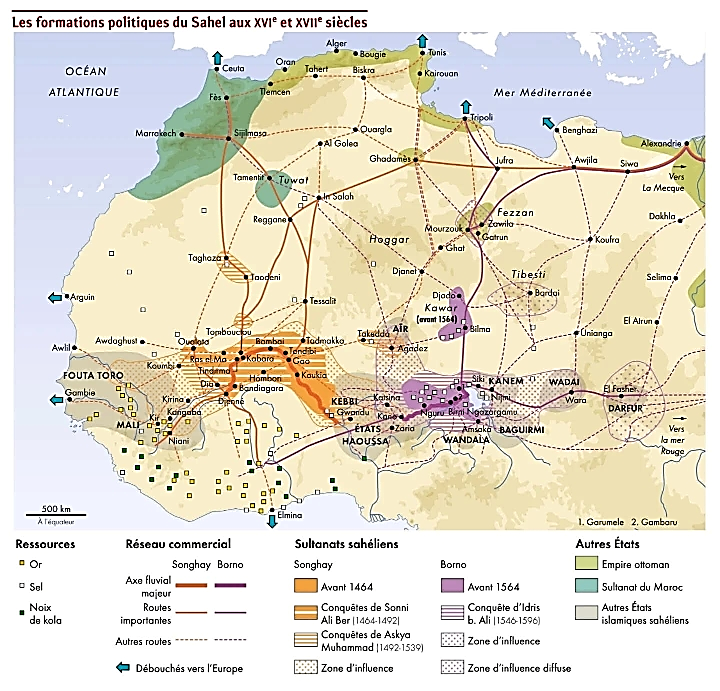 Les formations politiques du Sahel aux XVIe et XVIIe siècles
OCÉAN
ATLANTIQUE
Mer Méditerranée
Alger
Bougie
Tunis
Oran
Ceuta
Tahert
Biskra
Kairouan
Tlemcen
Fès
Tripoli
Benghazi
Marrakech
Sijilmasa
Ouargla
Alexandrie
Al Golea
Ghadamès
Jufra
Awjila
Siwa
Vers
La Mecque
Tamentit
Tuwat
In Salah
Reggane
Fezzan
Zawila
Mourzouk
Gatrun
Dakhla
Hoggar
Koufra
Ghat
Taghaza
Taodeni
Djanet
Tibesti
Selima
Bardai
Arguin
Tessalit
Djado
Kawar
(avant 1564)
Bilma
El Atrun
Unianga
Awlil
Awdaghust
Oualata
Tombouctou
Bambai
Tadmakko
Takedda
AÏR
Agadez
Koumbi
Ras el Ma
Kabara
Tendibi
Gao
Tindirma
Kaukia
FOUTA TORO
Gambie
Dia
Hombori
Bandiagara
Djenné
Kirina
Kangaba
MALI
Kiri
Niani
KEBBI
Gwandu
Katsina
Kano
Zaria
ÉTATS
HAOUSSA
Siki
KANEM
Njimi
Nguru
Birni Ngazargamu
Amsaka
WANDALA
BAGUIRMI
WADAI
Wara
El Fasher
DARFUR
Vers
la mer
Rouge
Elmina
500 km
À l'équateur
1. Garumele 2. Gambaru
Ressources
Or
Sel
Noix
de kola
Réseau commercial
Songhay Borno
Axe fluvial
majeur
Routes
importantes
Autres routes
Débouchés vers l'Europe
Sultanats sahéliens
Songhay
Avant 1464
Conquêtes de Sonni
Ali Ber (1464-1492)
Conquêtes de Askya
Muhammad (1492-1539)
Zone d'influence
Borno
Avant 1564
Conquête d'Idris
b. Ali (1546-1596)
Zone d'influence
Zone d'influence diffuse
Autres États
Empire ottoman
Sultanat du Maroc
Autres États
islamiques sahéliens